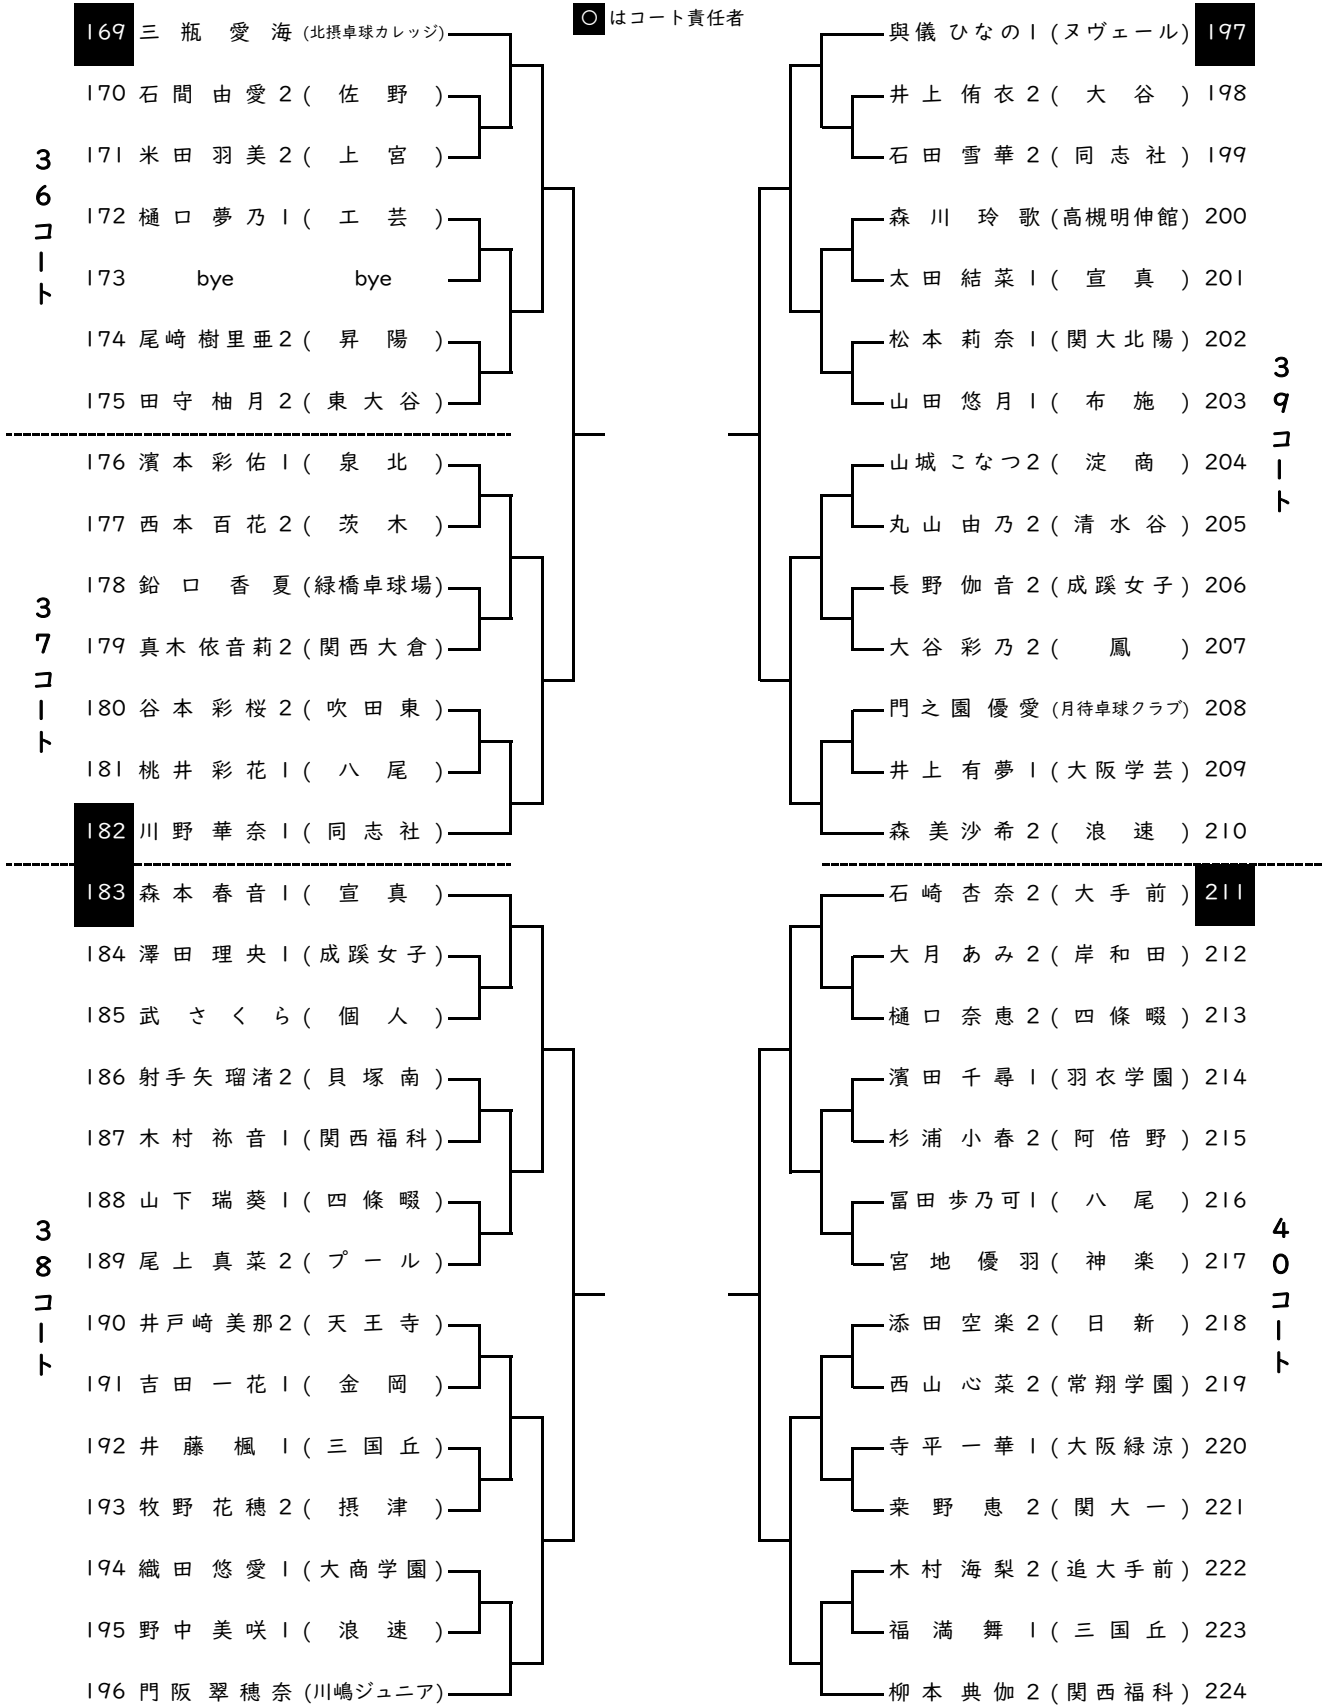 ○ はコート責任者
36コート
169 三瓶 愛海 (北摂卓球カレッジ)
170 石間 由愛 2 ( 佐野 )
171 米田 羽美 2 ( 上宮 )
172 樋口 夢乃 1 ( 工芸 )
173 bye bye
174 尾﨑 樹里亜 2 ( 昇陽 )
175 田守 柚月 2 ( 東大谷 )
37コート
176 濱本 彩佑 1 ( 泉北 )
177 西本 百花 2 ( 茨木 )
178 鉛口 香夏 (緑橋卓球場)
179 真木 依音莉 2 ( 関西大倉 )
180 谷本 彩桜 2 ( 吹田東 )
181 桃井 彩花 1 ( 八尾 )
182 川野 華奈 1 ( 同志社 )
38コート
183 森本 春音 1 ( 宣真 )
184 澤田 理央 1 ( 成蹊女子 )
185 武 さくら ( 個人 )
186 射手矢 瑠渚 2 ( 貝塚南 )
187 木村 祢音 1 ( 関西福科 )
188 山下 瑞葵 1 ( 四條畷 )
189 尾上 真菜 2 ( プール )
190 井戸﨑 美那 2 ( 天王寺 )
191 吉田 一花 1 ( 金岡 )
192 井藤 楓 1 ( 三国丘 )
193 牧野 花穂 2 ( 摂津 )
194 織田 悠愛 1 ( 大商学園 )
195 野中 美咲 1 ( 浪速 )
196 門阪 翠穂奈 (川嶋ジュニア)
39コート
與儀 ひなの 1 (ヌヴェール) 197
井上 侑衣 2 ( 大谷 ) 198
石田 雪華 2 ( 同志社 ) 199
森川 玲歌 (高槻明伸館) 200
太田 結菜 1 ( 宣真 ) 201
松本 莉奈 1 ( 関大北陽 ) 202
山田 悠月 1 ( 布施 ) 203
山城 こなつ 2 ( 淀商 ) 204
丸山 由乃 2 ( 清水谷 ) 205
長野 伽音 2 ( 成蹊女子 ) 206
大谷 彩乃 2 ( 鳳 ) 207
門之園 優愛 (月待卓球クラブ) 208
井上 有夢 1 ( 大阪学芸 ) 209
森 美沙希 2 ( 浪速 ) 210
40コート
石崎 杏奈 2 ( 大手前 ) 211
大月 あみ 2 ( 岸和田 ) 212
樋口 奈恵 2 ( 四條畷 ) 213
濱田 千尋 1 ( 羽衣学園 ) 214
杉浦 小春 2 ( 阿倍野 ) 215
冨田 歩乃可 1 ( 八尾 ) 216
宮地 優羽 ( 神楽 ) 217
添田 空楽 2 ( 日新 ) 218
西山 心菜 2 ( 常翔学園 ) 219
寺平 一華 1 ( 大阪緑涼 ) 220
来野 恵 2 ( 関大一 ) 221
木村 海梨 2 ( 追大手前 ) 222
福満 舞 1 ( 三国丘 ) 223
柳本 典伽 2 ( 関西福科 ) 224